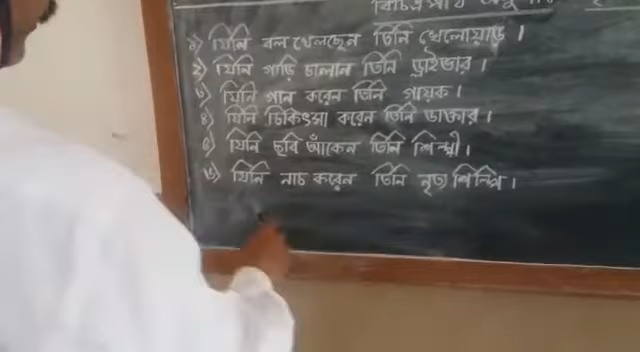 ১) যিনি বল খেলছেন তিনি খেলোয়াড় ।
২) যিনি গাড়ি চালান তিনি ড্রাইভার ।
৩) যিনি গান করেন তিনি গায়ক ।
৪) যিনি চিকিৎসা করেন তিনি ডাক্তার ।
৫) যিনি ছবি আঁকেন তিনি শিল্পী ।
৬) যিনি নাচ করেন তিনি নৃত্য শিল্পি ।